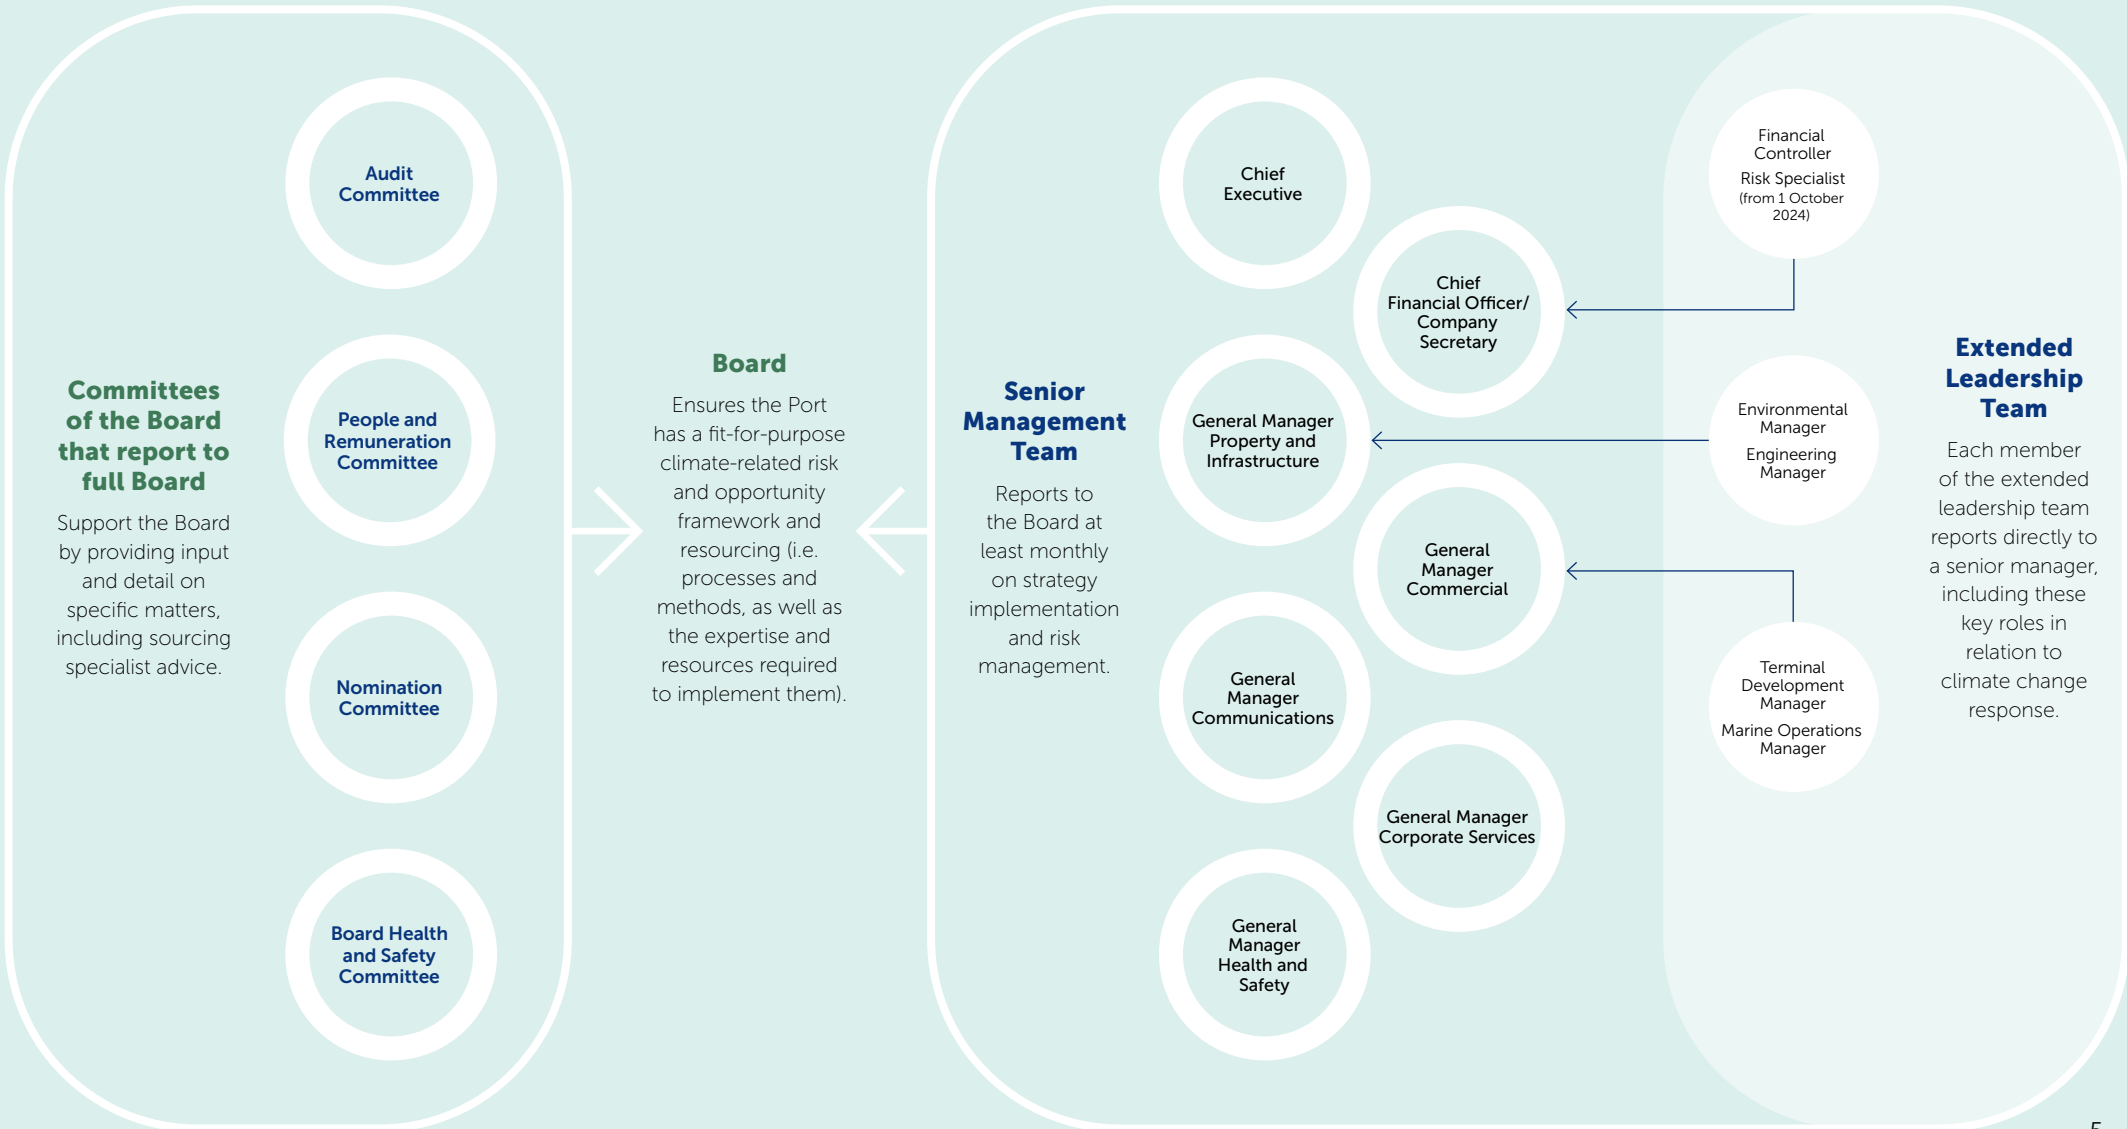 Committees
of the Board
that report to
full Board
Support the Board
by providing input
and detail on
specific matters,
including sourcing
specialist advice.
Audit
Committee
People and
Remuneration
Committee
Nomination
Committee
Board Health
and Safety
Committee
Board
Ensures the Port
has a fit-for-purpose
climate-related risk
and opportunity
framework and
resourcing (i.e.
processes and
methods, as well as
the expertise and
resources required
to implement them).
Senior
Management
Team
Reports to
the Board at
least monthly
on strategy
implementation
and risk
management.
Chief
Executive
Chief
Financial Officer/
Company
Secretary
General Manager
Property and
Infrastructure
General
Manager
Commercial
General
Manager
Communications
General Manager
Corporate Services
General
Manager
Health and
Safety
Financial
Controller
Risk Specialist
(from 1 October
2024)
Environmental
Manager
Engineering
Manager
Terminal
Development
Manager
Marine Operations
Manager
Extended
Leadership
Team
Each member
of the extended
leadership team
reports directly to
a senior manager,
including these
key roles in
relation to
climate change
response.